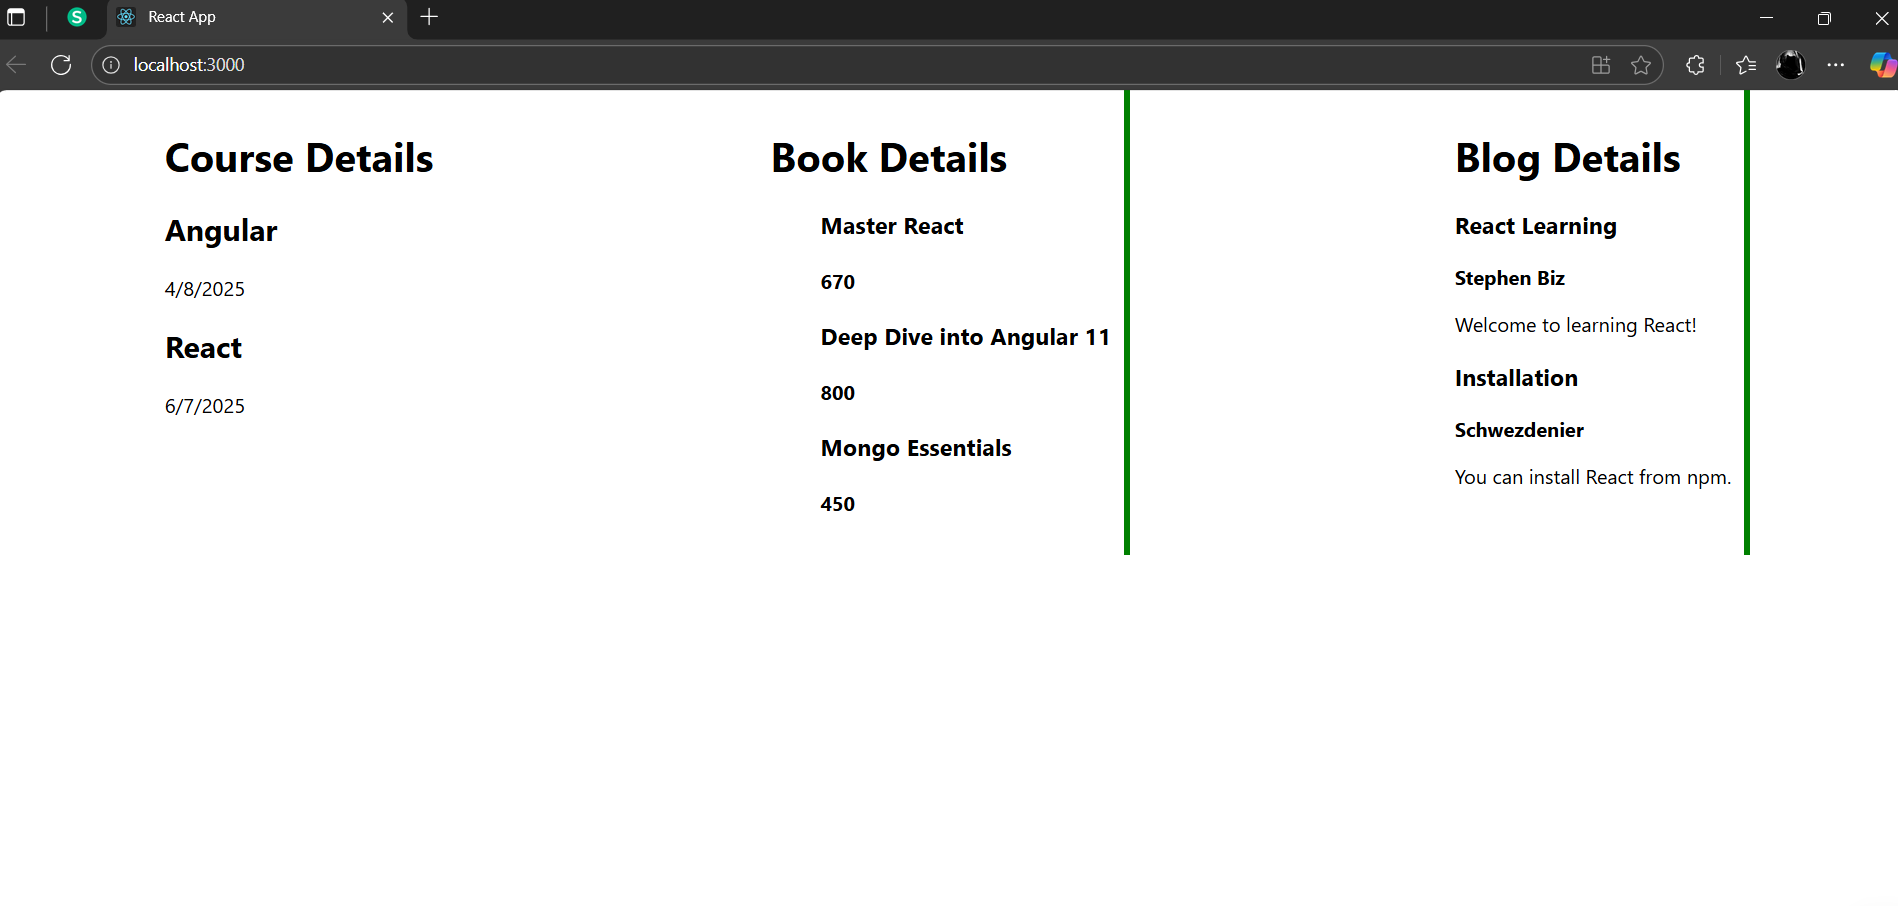 S
React App
localhost:3000
Course Details
Angular
4/8/2025
React
6/7/2025
Book Details
Master React
670
Deep Dive into Angular 11
800
Mongo Essentials
450
Blog Details
React Learning
Stephen Biz
Welcome to learning React!
Installation
Schwezdenier
You can install React from npm.